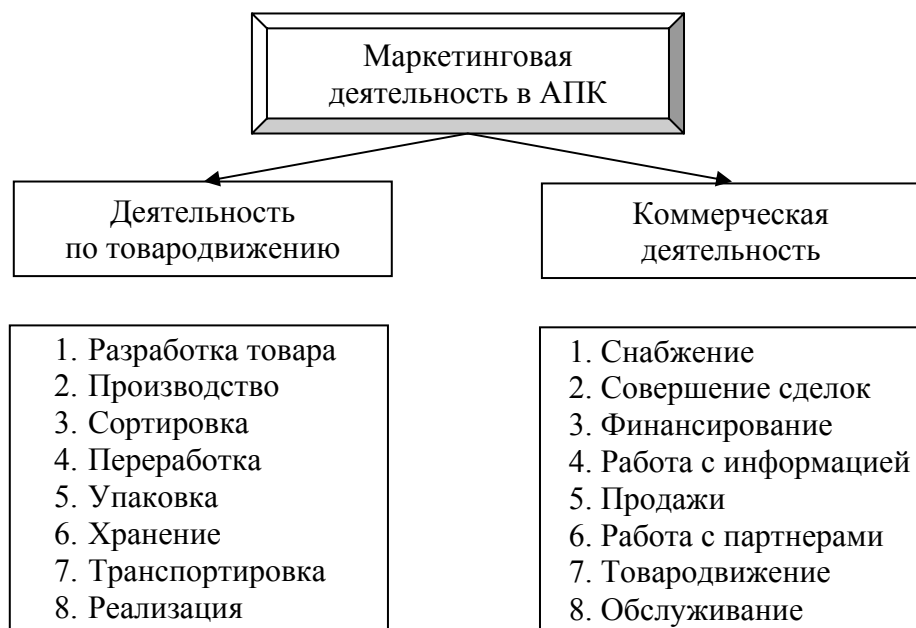 Маркетинговая
деятельность в АПК
Деятельность
по товародвижению
Коммерческая
деятельность
1. Разработка товара
2. Производство
3. Сортировка
4. Переработка
5. Упаковка
6. Хранение
7. Транспортировка
8. Реализация
1. Снабжение
2. Совершение сделок
3. Финансирование
4. Работа с информацией
5. Продажи
6. Работа с партнерами
7. Товародвижение
8. Обслуживание